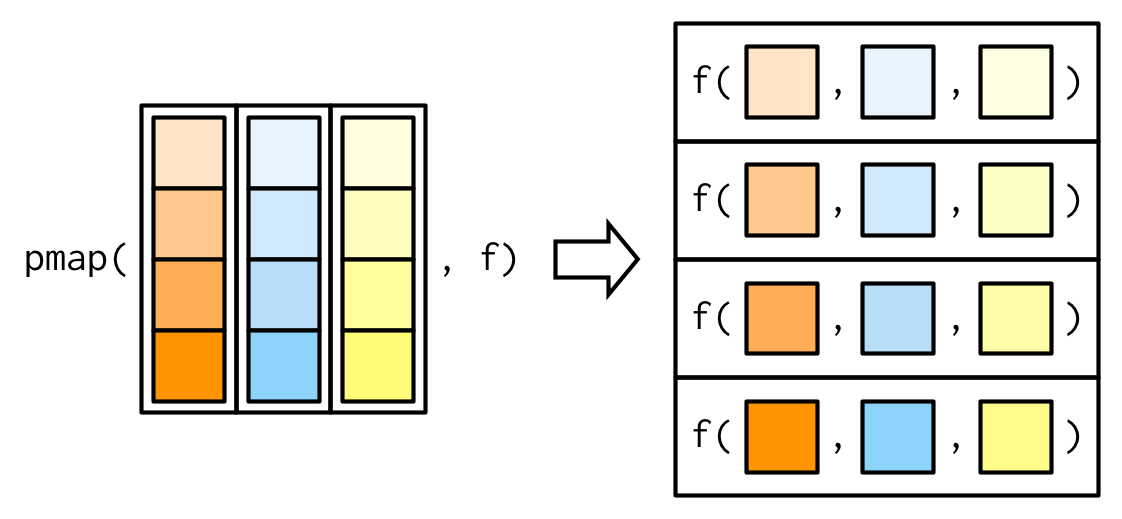 pmap( , f)
f( , , )
f( , , )
f( , , )
f( , , )